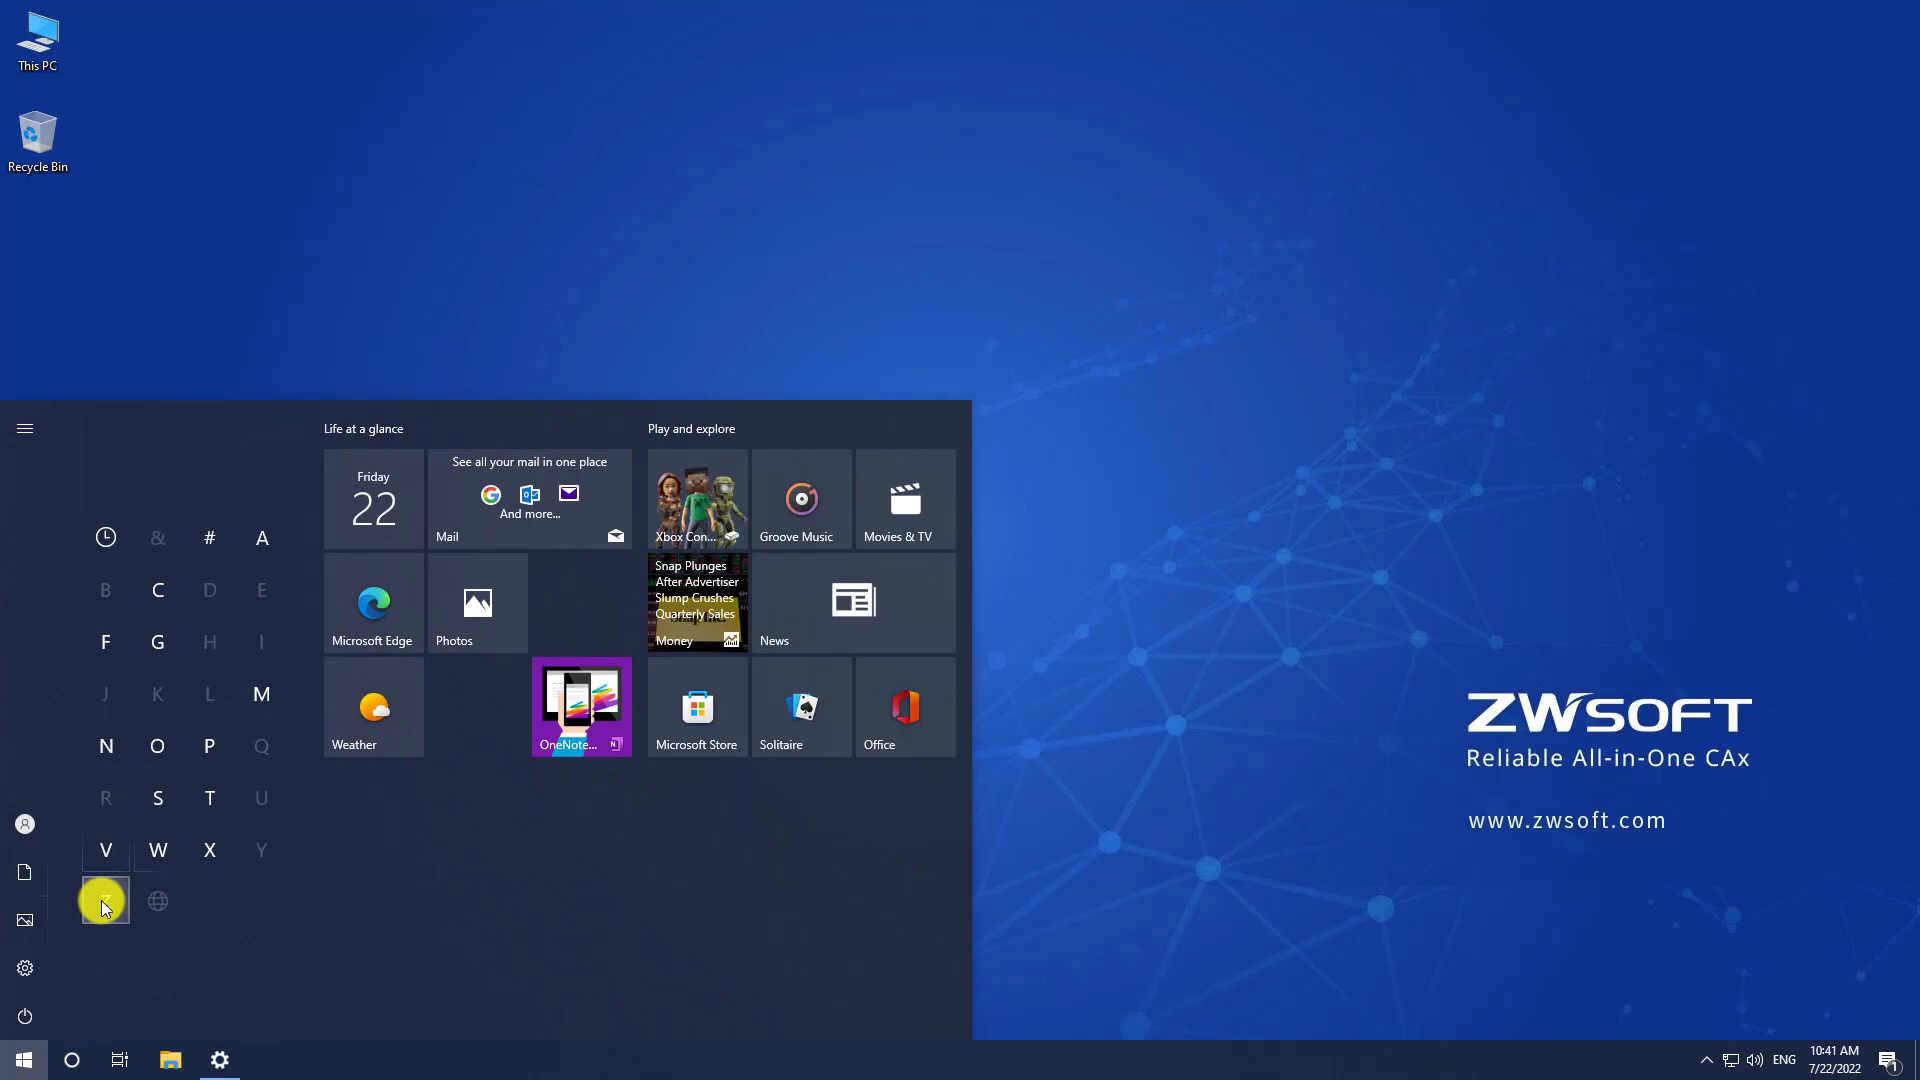 This PC
Recycle Bin
Life at a glance
Play and explore
Friday
22
See all your mail in one place
And more...
Mail
Xbox Con...
Groove Music
Movies & TV
& # A
B C D E
F G H I
J K L M
N O P Q
R S T U
V W X Y
Z
Microsoft Edge
Photos
Snap Plunges
After Advertiser
Slump Crushes
Quarterly Sales
Money
News
Weather
OneNote...
Microsoft Store
Solitaire
Office
ZWSOFT
Reliable All-in-One CAx
www.zwsoft.com
ENG
10:41 AM
7/22/2022
1